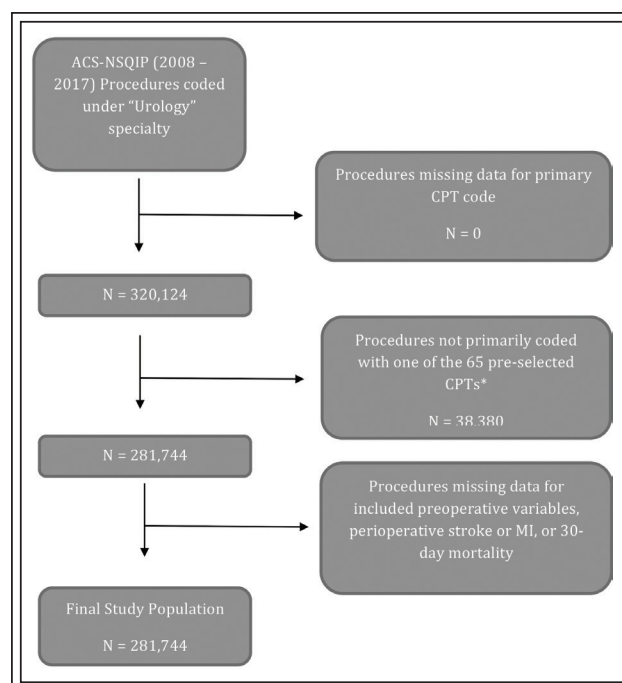 ACS-NSQIP (2008 –
2017) Procedures coded
under “Urology”
specialty
Procedures missing data for primary
CPT code
N = 0
N = 320,124
Procedures not primarily coded
with one of the 65 pre-selected
CPTs*
N = 38,380
N = 281,744
Procedures missing data for
included preoperative variables,
perioperative stroke or MI, or 30-
day mortality
Final Study Population
N = 281,744